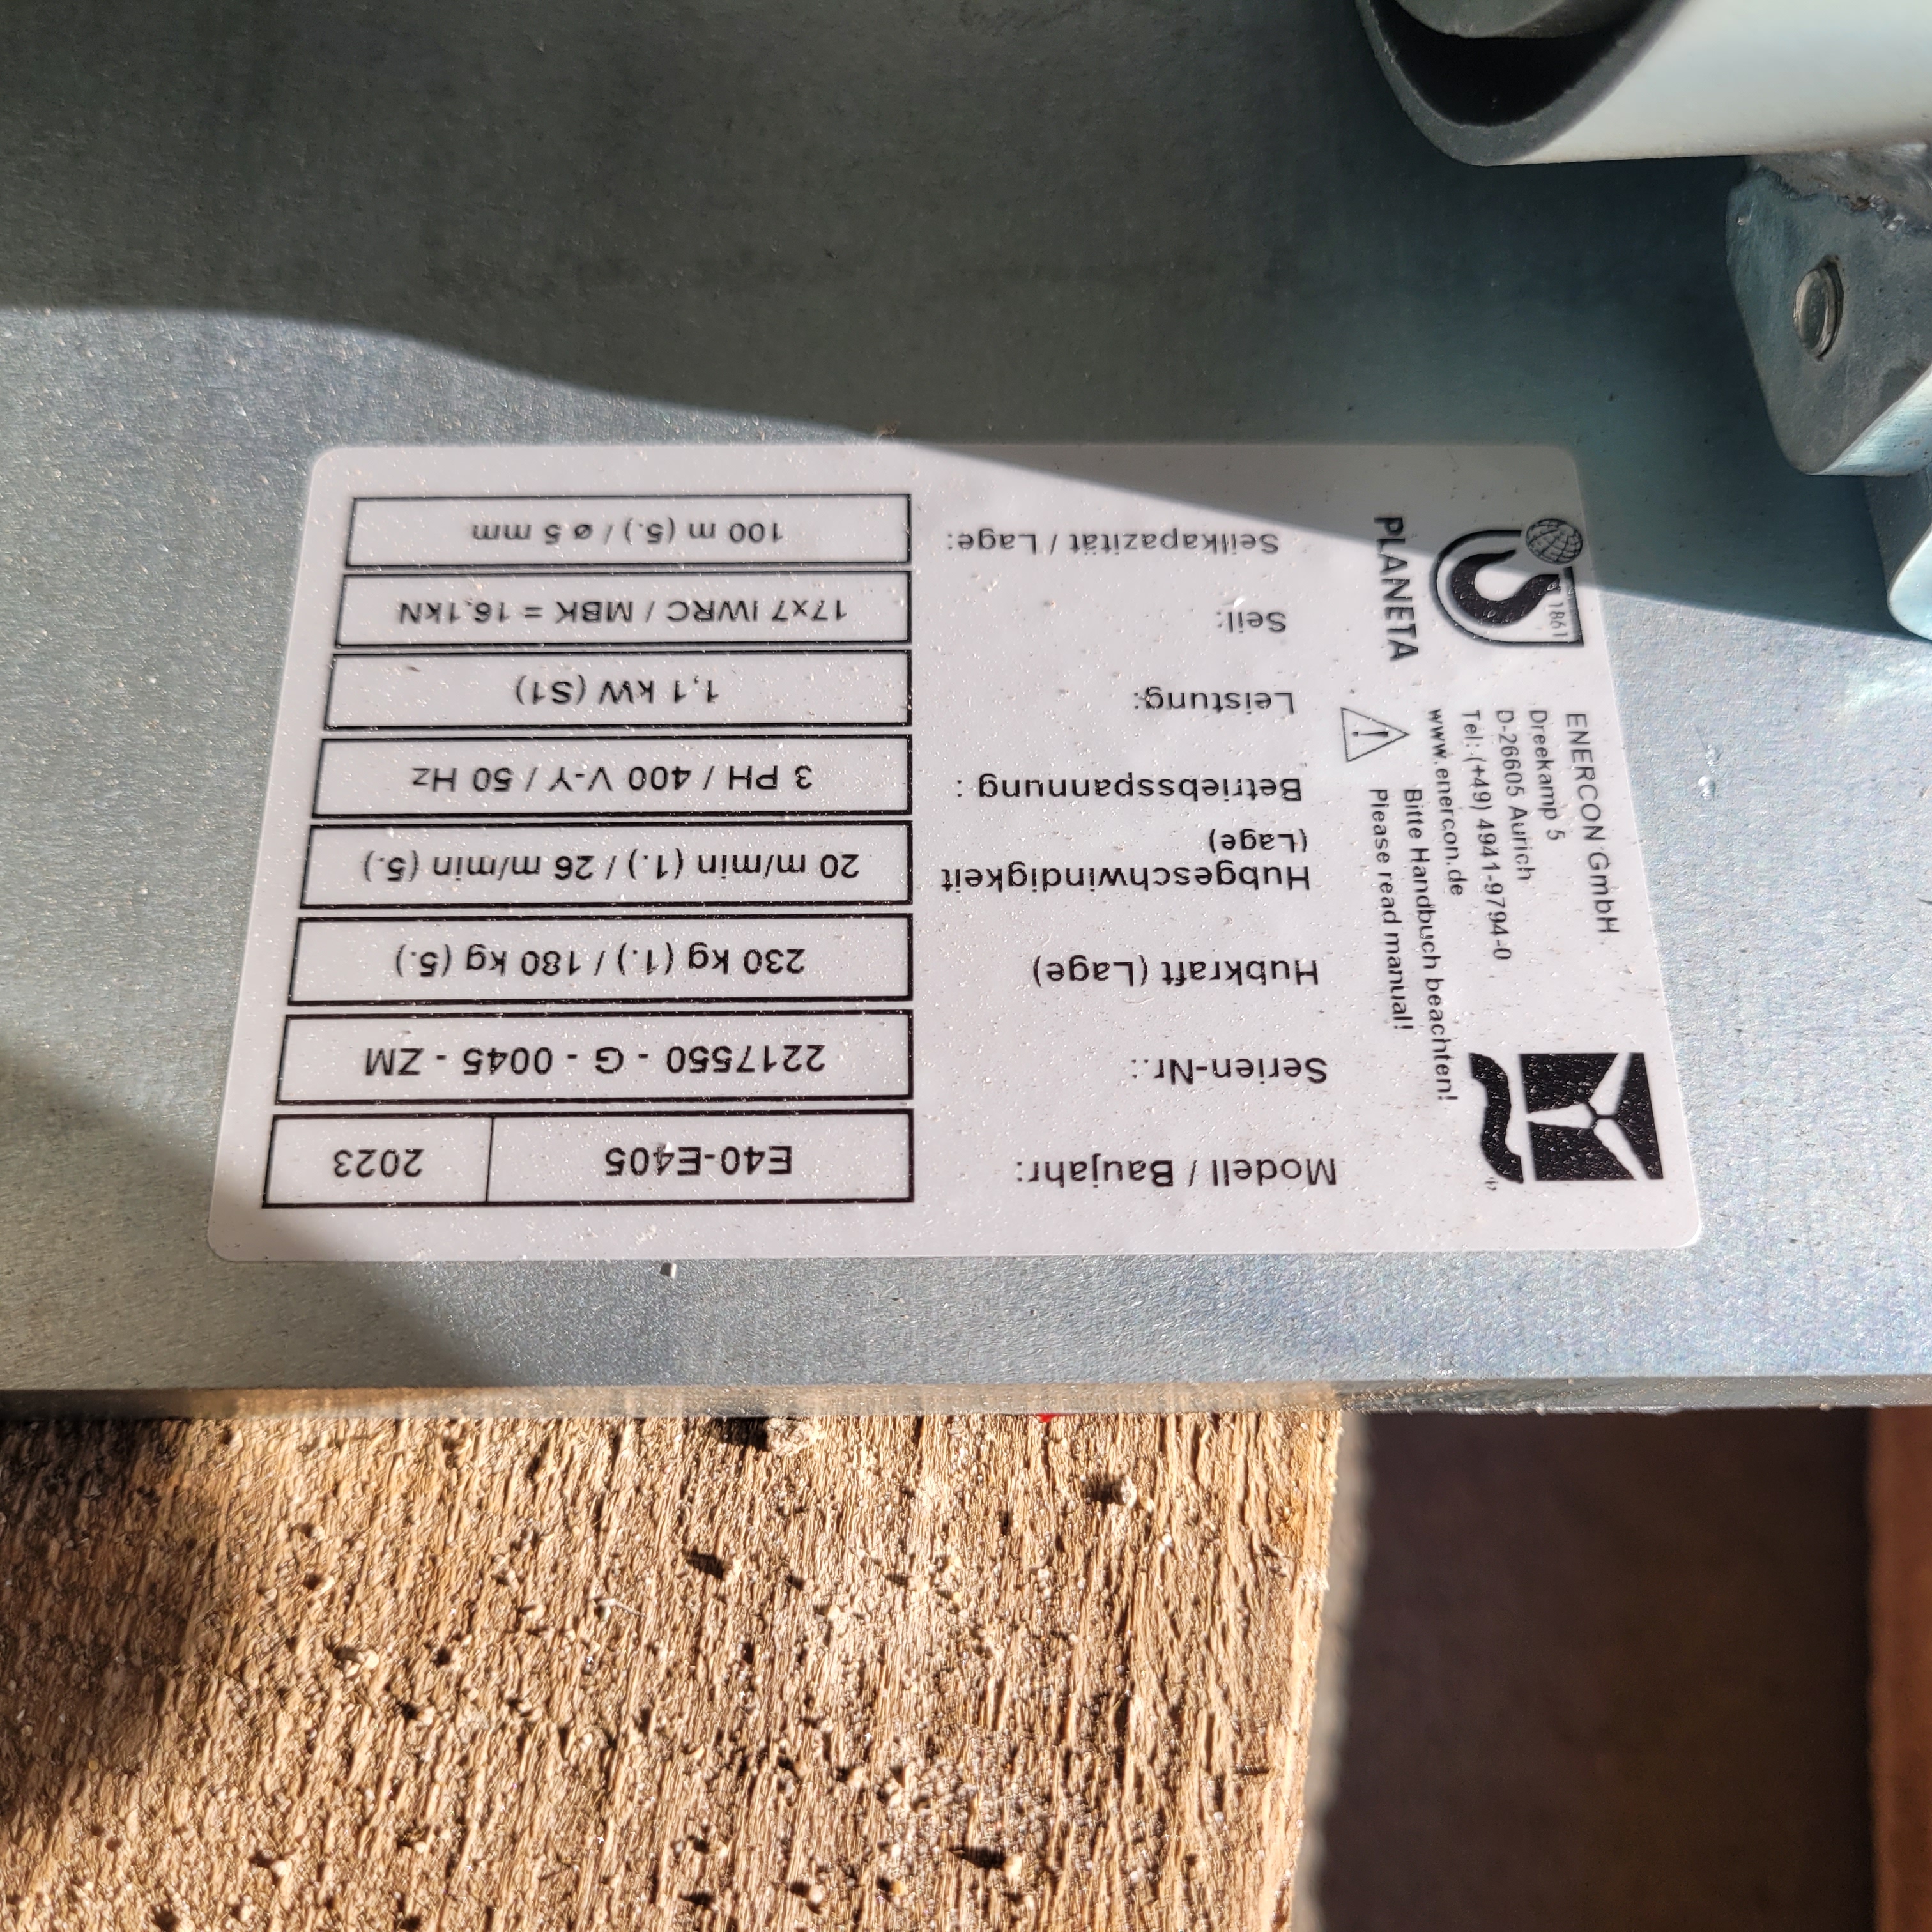 1861
PLANETA
ENERCON GmbH
Dreekamp 5
D-26605 Aurich
Tel: (+49) 4941-9794-0
www.enercon.de
Bitte Handbuch beachten!
Please read manual!
Modell / Baujahr: E40-E405 2023
Serien-Nr.: 2217550 - G - 0045 - ZM
Hubkraft (Lage) 230 kg (1.) / 180 kg (5.)
Hubgeschwindigkeit 20 m/min (1.) / 26 m/min (5.)
(Lage)
Betriebsspannung : 3 PH / 400 V-Y / 50 Hz
Leistung: 1,1 kW (S1)
Seil: 17x7 IWRC / MBK = 16,1kN
Seilkapazität / Lage: 100 m (5.) / ø 5 mm